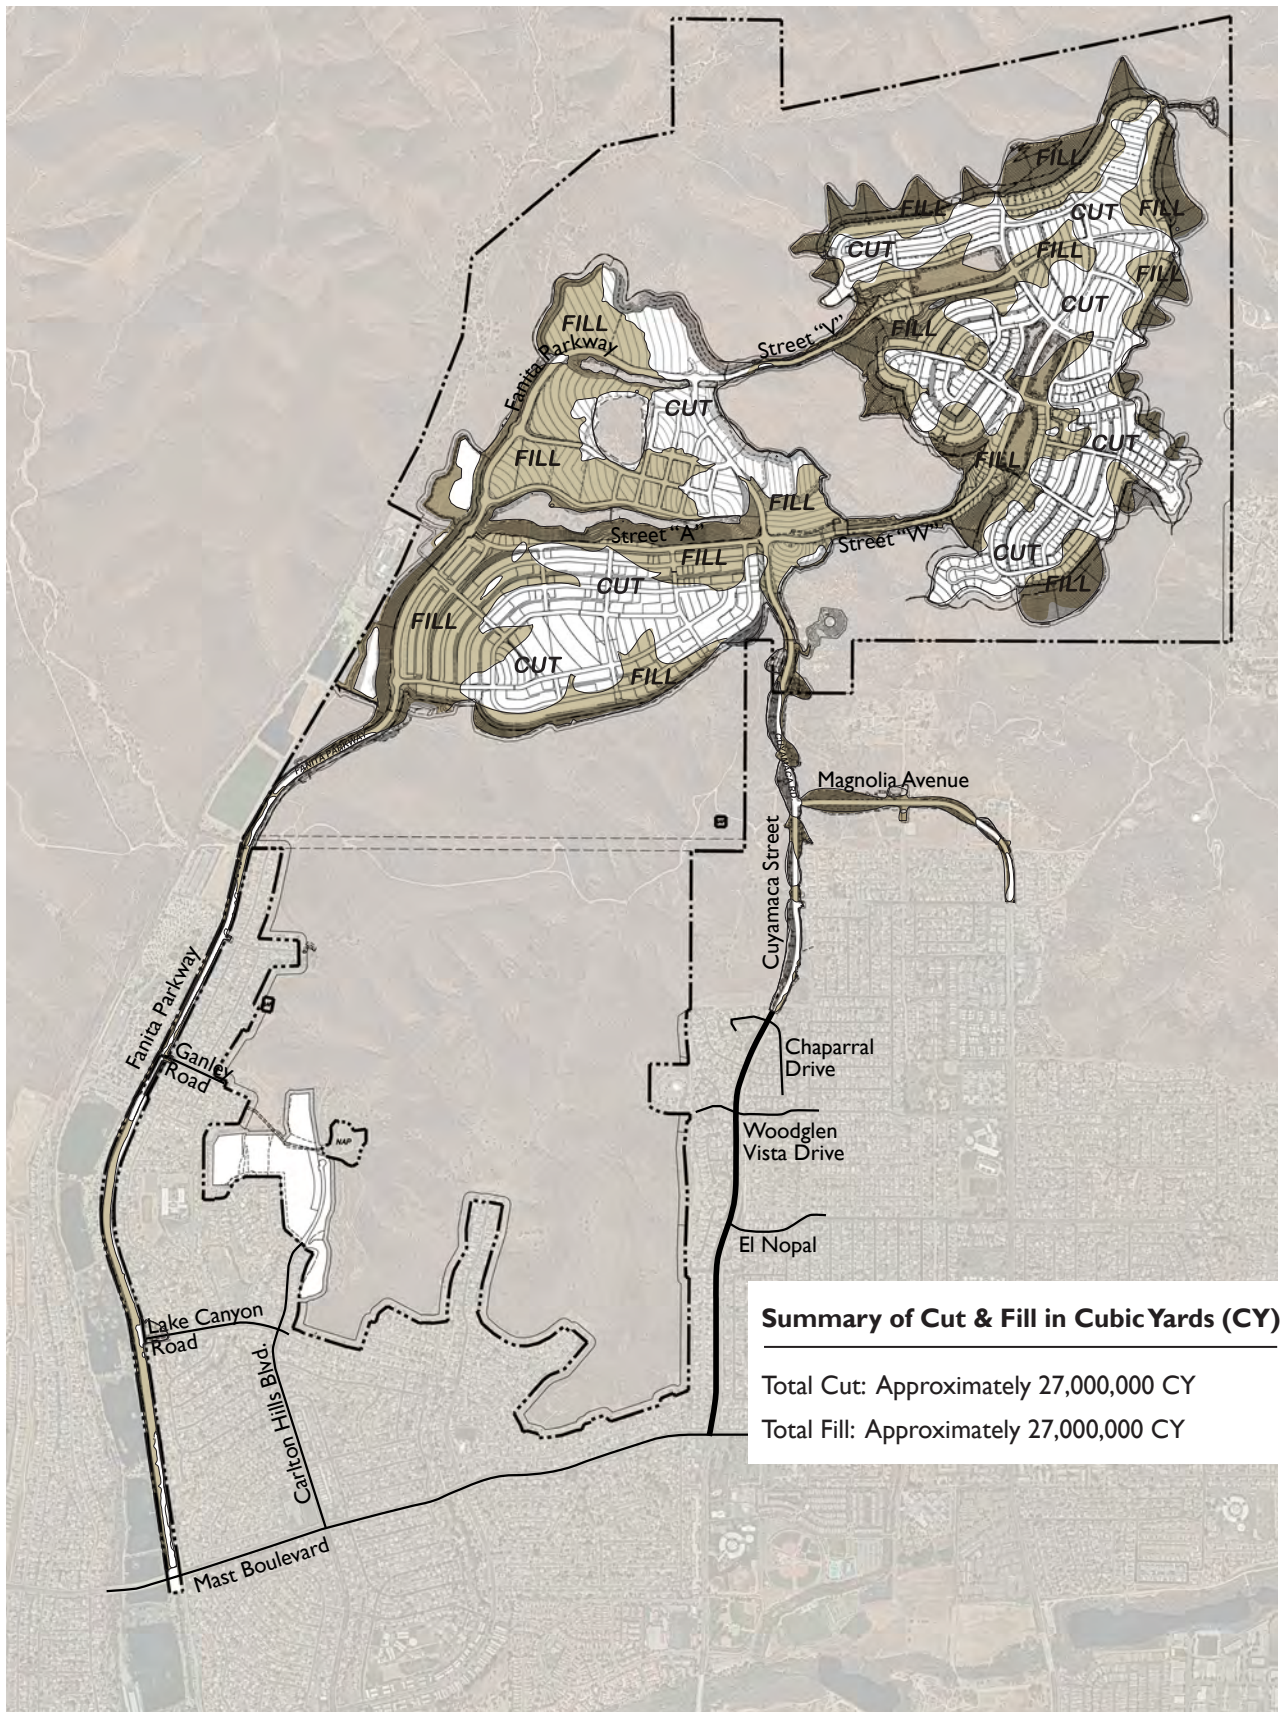 FILL
FILL
CUT
FILL
CUT
FILL
FILL
CUT
FILL
FILL
Fanita Parkway
Street "V"
CUT
CUT
FILL
FILL
FILL
Street "A"
Street "W"
FILL
CUT
CUT
FILL
FILL
CUT
FILL
FANITA PARKWAY
Magnolia Avenue
Cuyamaca Street
Fanita Parkway
Ganley
Road
Chaparral
Drive
NAP
Woodglen
Vista Drive
El Nopal
Lake Canyon
Road
Carlton Hills Blvd.
Mast Boulevard
Summary of Cut & Fill in Cubic Yards (CY)
Total Cut: Approximately 27,000,000 CY
Total Fill: Approximately 27,000,000 CY